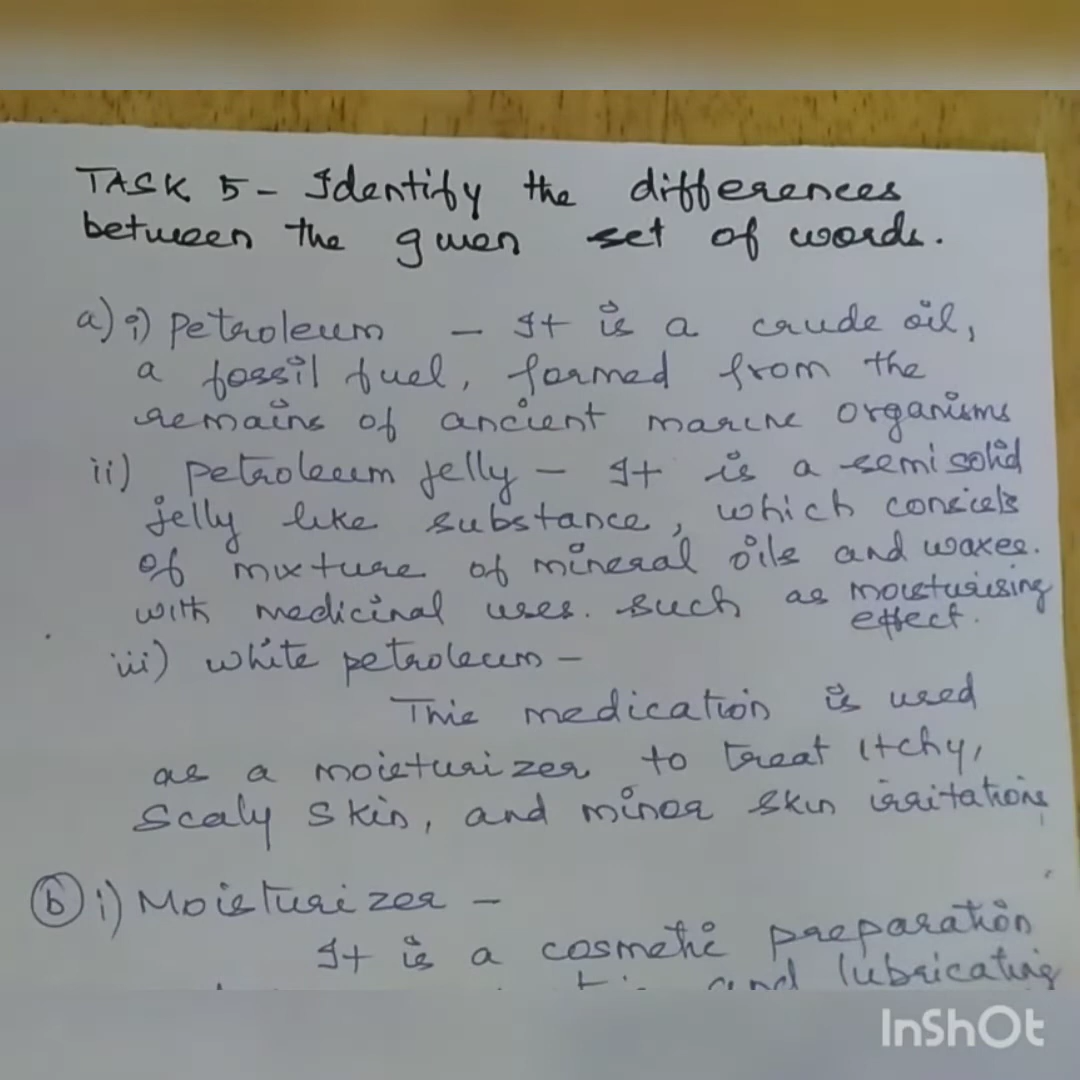 TASK 5 - Identify the differences
between the given set of words.
a) i) petroleum - It is a crude oil,
a fossil fuel, formed from the
remains of ancient marine organisms
ii) petroleum jelly - It is a semi solid
jelly like substance, which consists
of mixture of mineral oils and waxes.
with medicinal uses. such as moisturising
effect.
iii) white petroleum -
This medication is used
as a moisturizer to treat itchy,
scaly skin, and minor skin irritations
b) i) Moisturizer -
It is a cosmetic preparation
and lubricating
InShOt